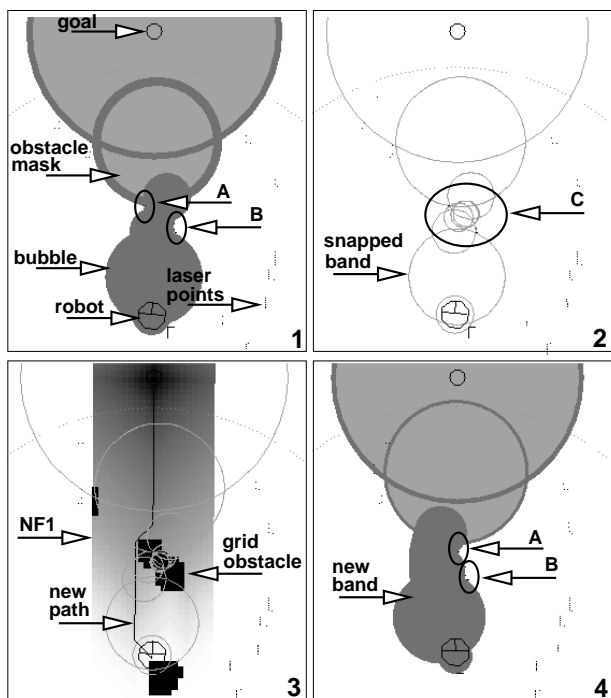 goal
obstacle
mask
A
B
bubble
laser
points
robot
1
C
snapped
band
2
NF1
grid
obstacle
new
path
3
A
B
new
band
4